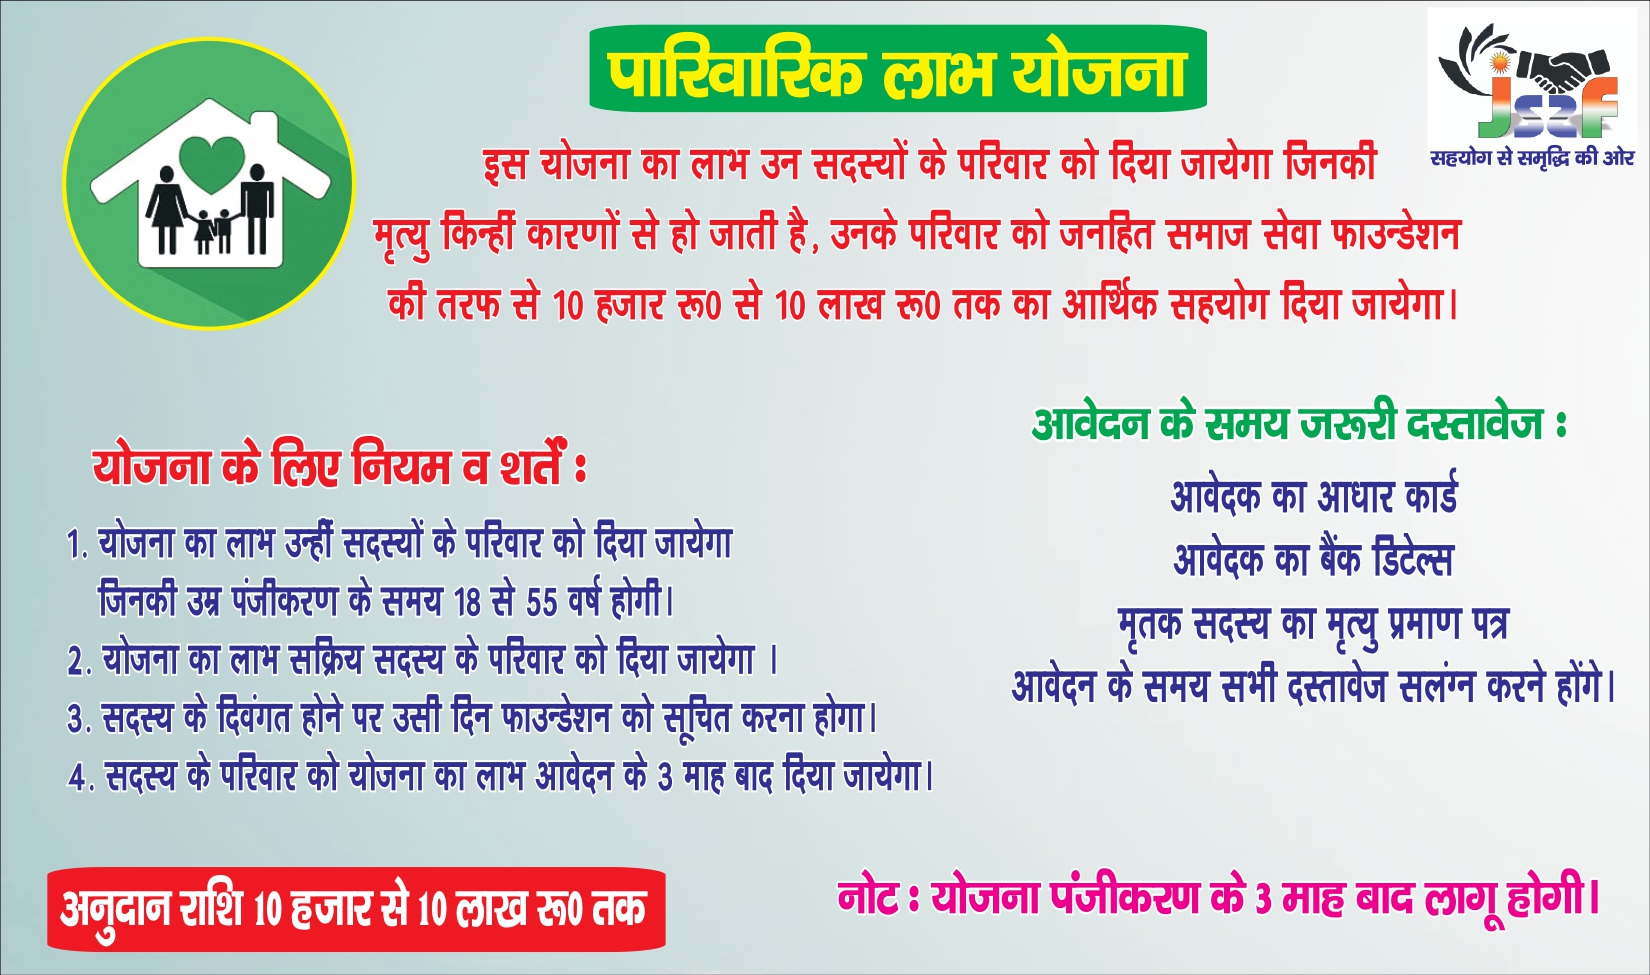 पारिवारिक लाभ योजना
jssf
सहयोग से समृद्धि की ओर
इस योजना का लाभ उन सदस्यों के परिवार को दिया जायेगा जिनकी
मृत्यु किन्हीं कारणों से हो जाती है, उनके परिवार को जनहित समाज सेवा फाउन्डेशन
की तरफ से 10 हजार रू0 से 10 लाख रू0 तक का आर्थिक सहयोग दिया जायेगा।
योजना के लिए नियम व शर्तें :
1. योजना का लाभ उन्हीं सदस्यों के परिवार को दिया जायेगा
जिनकी उम्र पंजीकरण के समय 18 से 55 वर्ष होगी।
2. योजना का लाभ सक्रिय सदस्य के परिवार को दिया जायेगा ।
3. सदस्य के दिवंगत होने पर उसी दिन फाउन्डेशन को सूचित करना होगा।
4. सदस्य के परिवार को योजना का लाभ आवेदन के 3 माह बाद दिया जायेगा।
आवेदन के समय जरूरी दस्तावेज :
आवेदक का आधार कार्ड
आवेदक का बैंक डिटेल्स
मृतक सदस्य का मृत्यु प्रमाण पत्र
आवेदन के समय सभी दस्तावेज सलंग्न करने होंगे।
अनुदान राशि 10 हजार से 10 लाख रू0 तक
नोट : योजना पंजीकरण के 3 माह बाद लागू होगी।